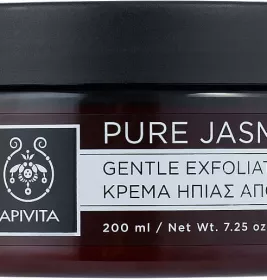 PURE JASM
GENTLE EXFOLIAT
ΚΡΕΜΑ ΗΠΙΑΣ ΑΠΟ
APIVITA
200 ml / Net Wt. 7.25 oz